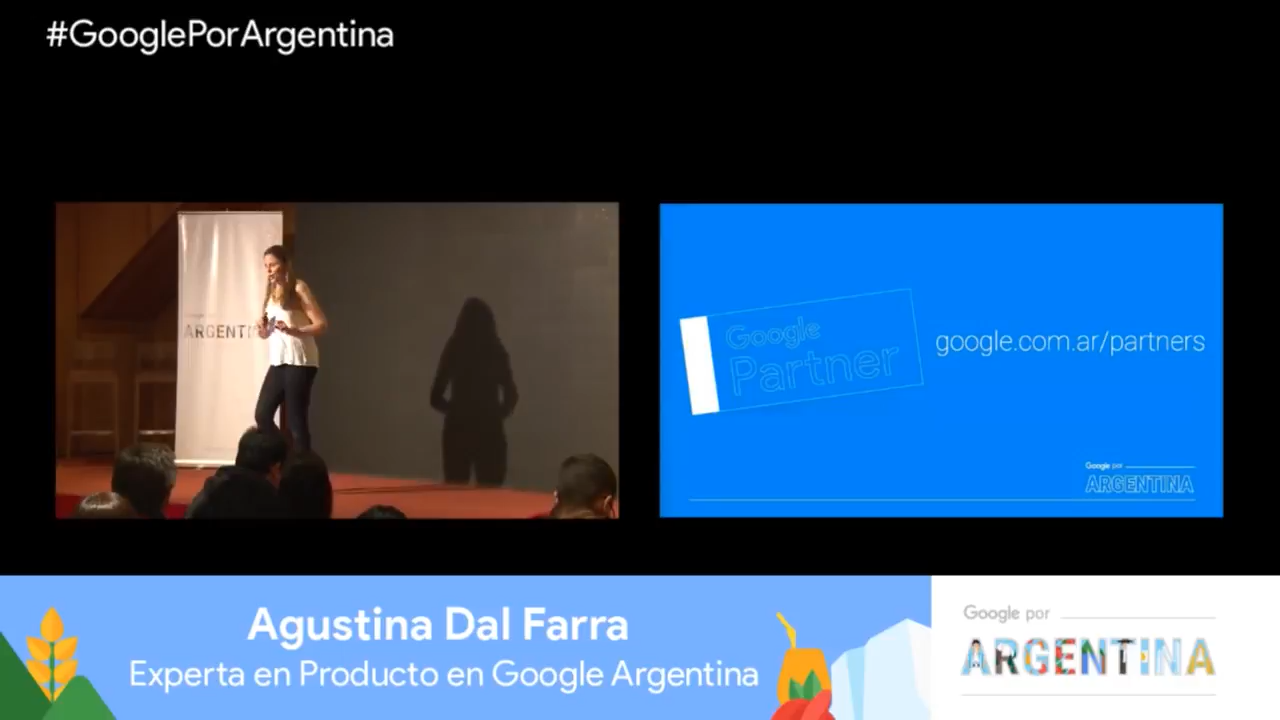 #GooglePorArgentina
ARGENTI
Google
Partner
google.com.ar/partners
Google por
ARGENTINA
Agustina Dal Farra
Experta en Producto en Google Argentina
Google por
ARGENTINA